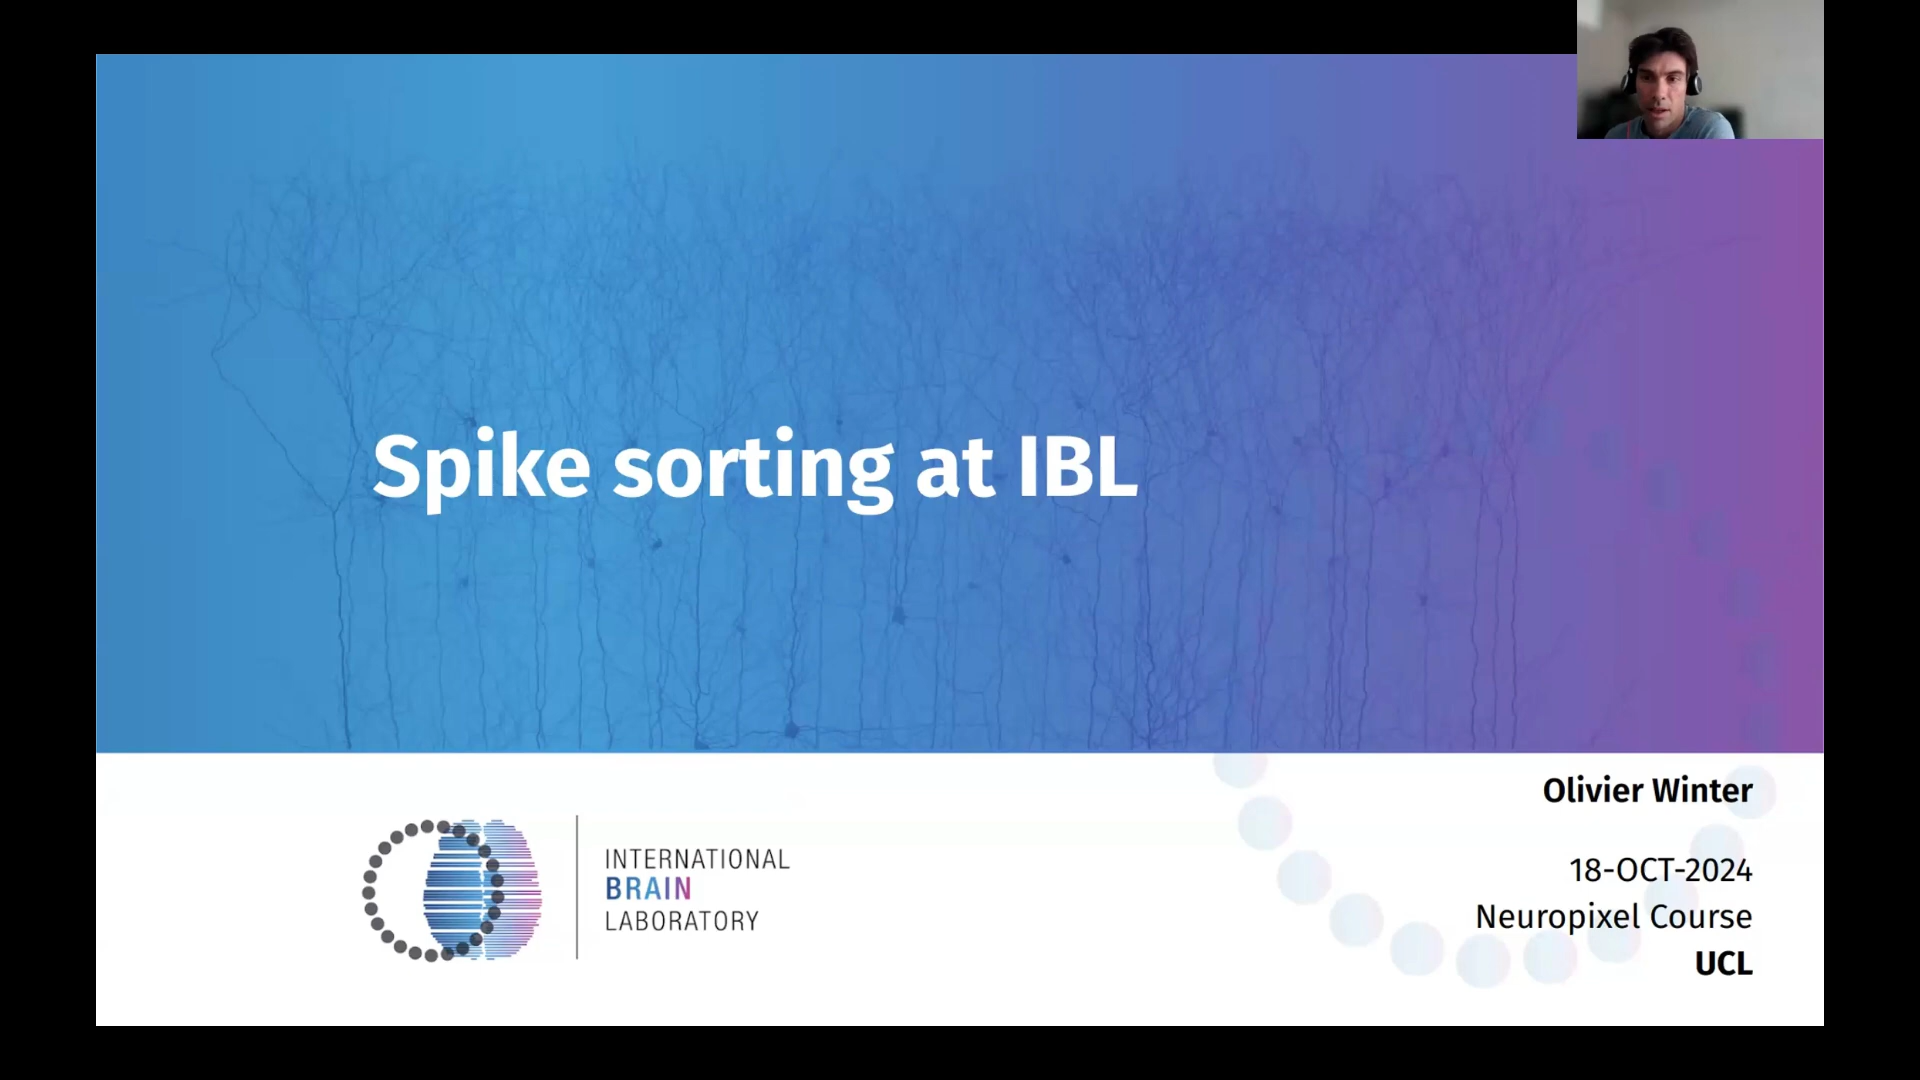 Spike sorting at IBL
INTERNATIONAL
BRAIN
LABORATORY
Olivier Winter
18-OCT-2024
Neuropixel Course
UCL